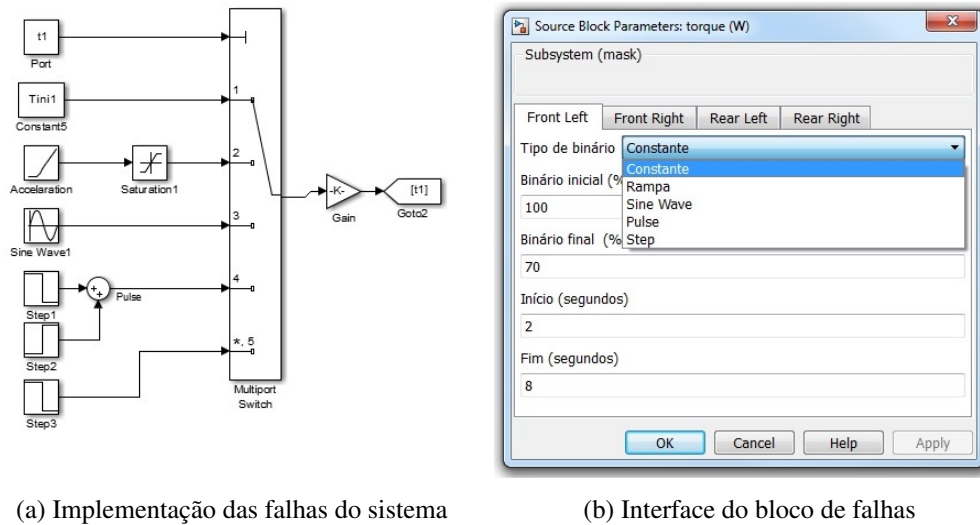 t1
Port
Tini1
Constant5
Accelaration
Saturation1
Sine Wave1
Step1
Pulse
Step2
Step3
1
2
3
4
*, 5
Multiport
Switch
-K-
Gain
[t1]
Goto2
(a) Implementação das falhas do sistema
Source Block Parameters: torque (W)
Subsystem (mask)
Front Left Front Right Rear Left Rear Right
Tipo de binário Constante
Constante
Rampa
Sine Wave
Pulse
Step
Binário inicial (%
100
Binário final (%
70
Início (segundos)
2
Fim (segundos)
8
OK Cancel Help Apply
(b) Interface do bloco de falhas